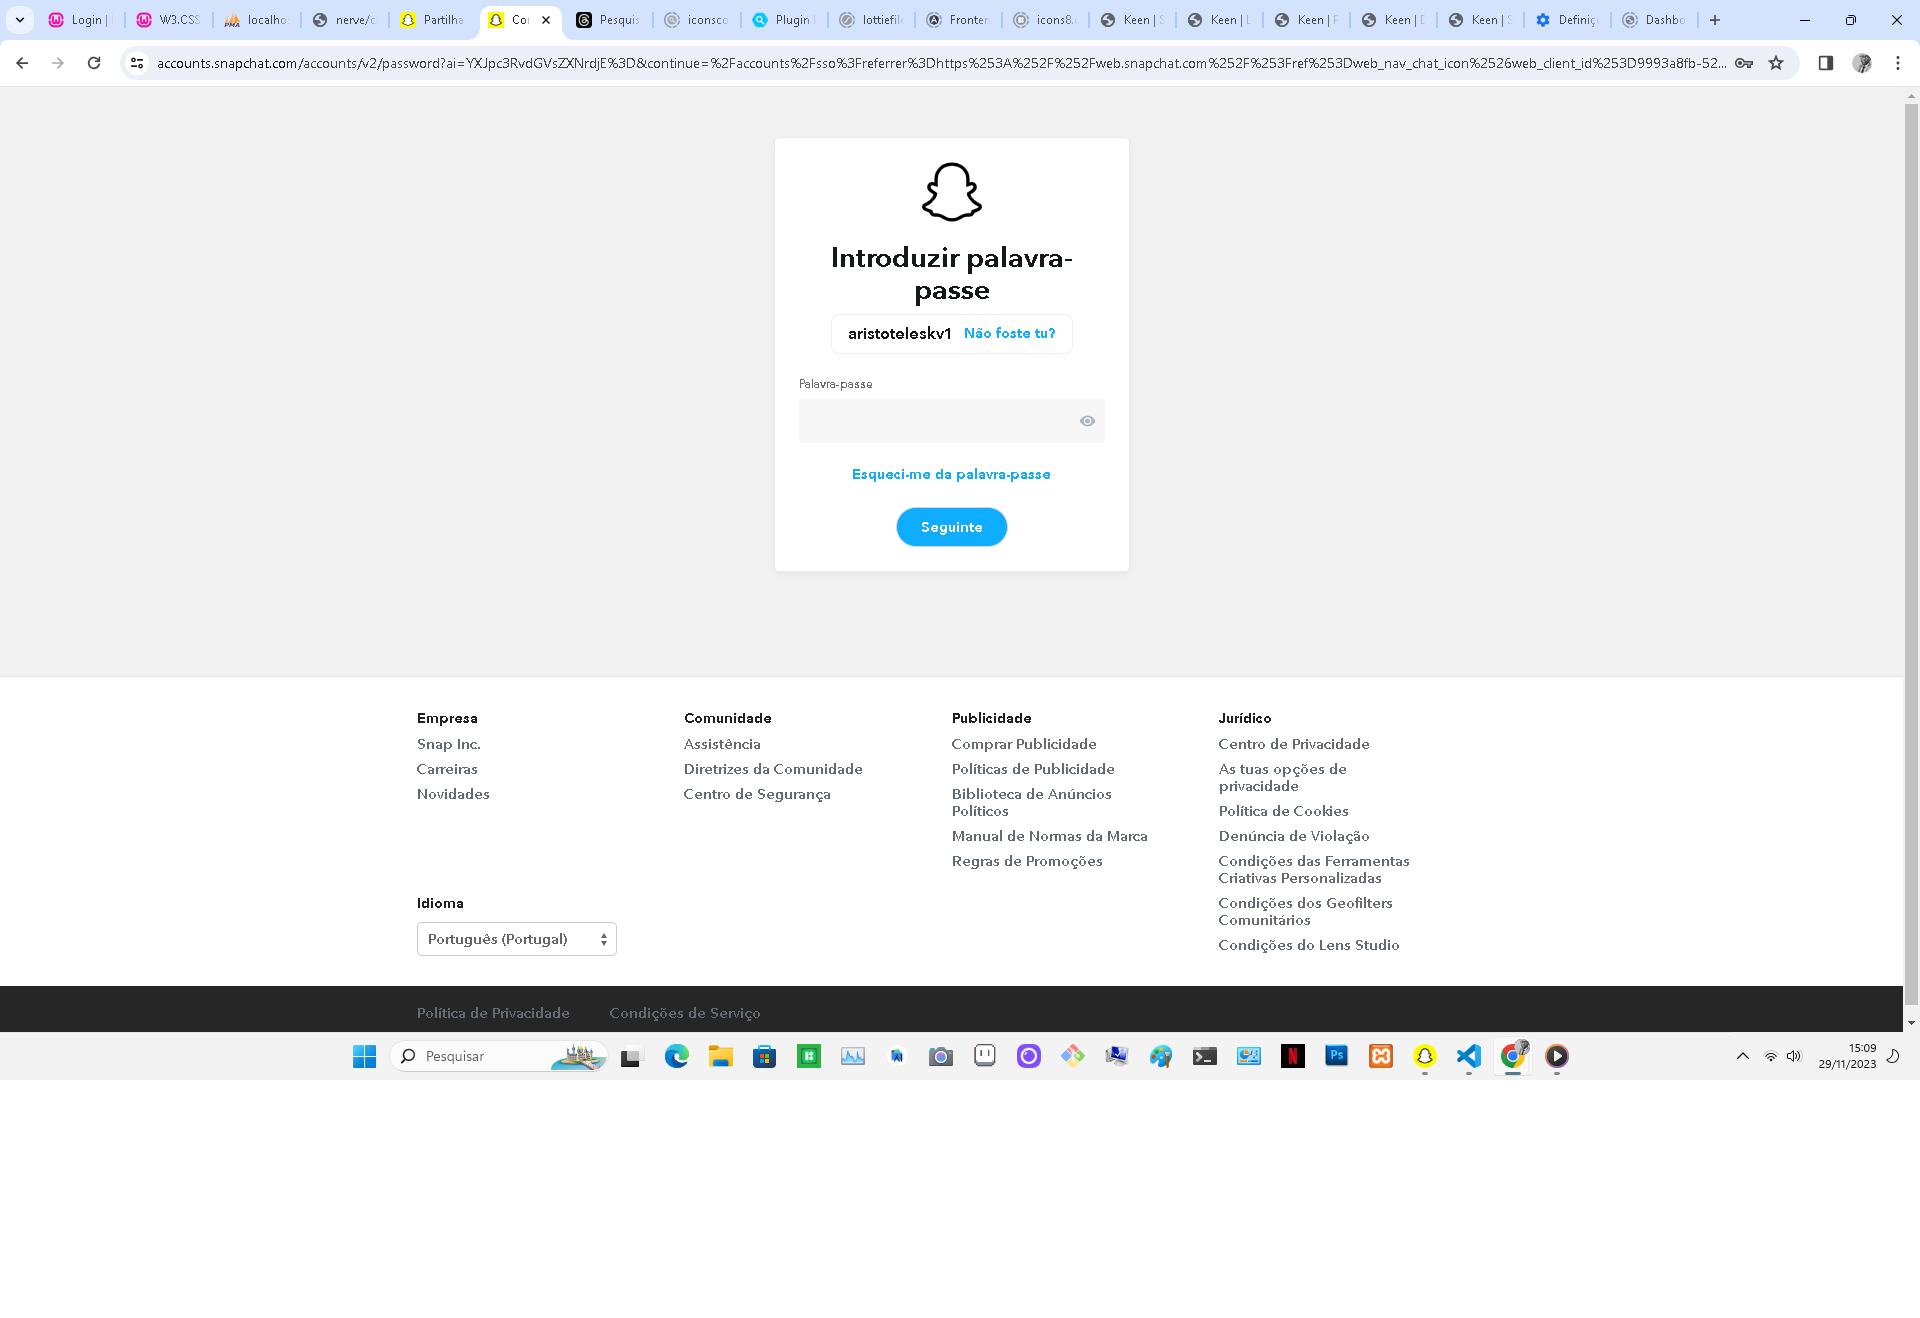 Login |
W3.CSS
localho
nerve/c
Partilha
Co
Pesquis
iconsco
Plugin
lottiefil
Fronten
icons8.
Keen | S
Keen | L
Keen | F
Keen | D
Keen | S
Definiç
Dashbo
accounts.snapchat.com/accounts/v2/password?ai=YXJpc3RvdGVsZXNrdjE%3D&continue=%2Faccounts%2Fsso%3Freferrer%3Dhttps%253A%252F%252Fweb.snapchat.com%252F%253Fref%253Dweb_nav_chat_icon%2526web_client_id%253D9993a8fb-52...
Introduzir palavra-
passe
aristoteleskv1 Não foste tu?
Palavra-passe
Esqueci-me da palavra-passe
Seguinte
Empresa
Snap Inc.
Carreiras
Novidades
Comunidade
Assistência
Diretrizes da Comunidade
Centro de Segurança
Publicidade
Comprar Publicidade
Políticas de Publicidade
Biblioteca de Anúncios
Políticos
Manual de Normas da Marca
Regras de Promoções
Jurídico
Centro de Privacidade
As tuas opções de
privacidade
Política de Cookies
Denúncia de Violação
Condições das Ferramentas
Criativas Personalizadas
Condições dos Geofilters
Comunitários
Condições do Lens Studio
Idioma
Português (Portugal)
Política de Privacidade
Condições de Serviço
Pesquisar
15:09
29/11/2023